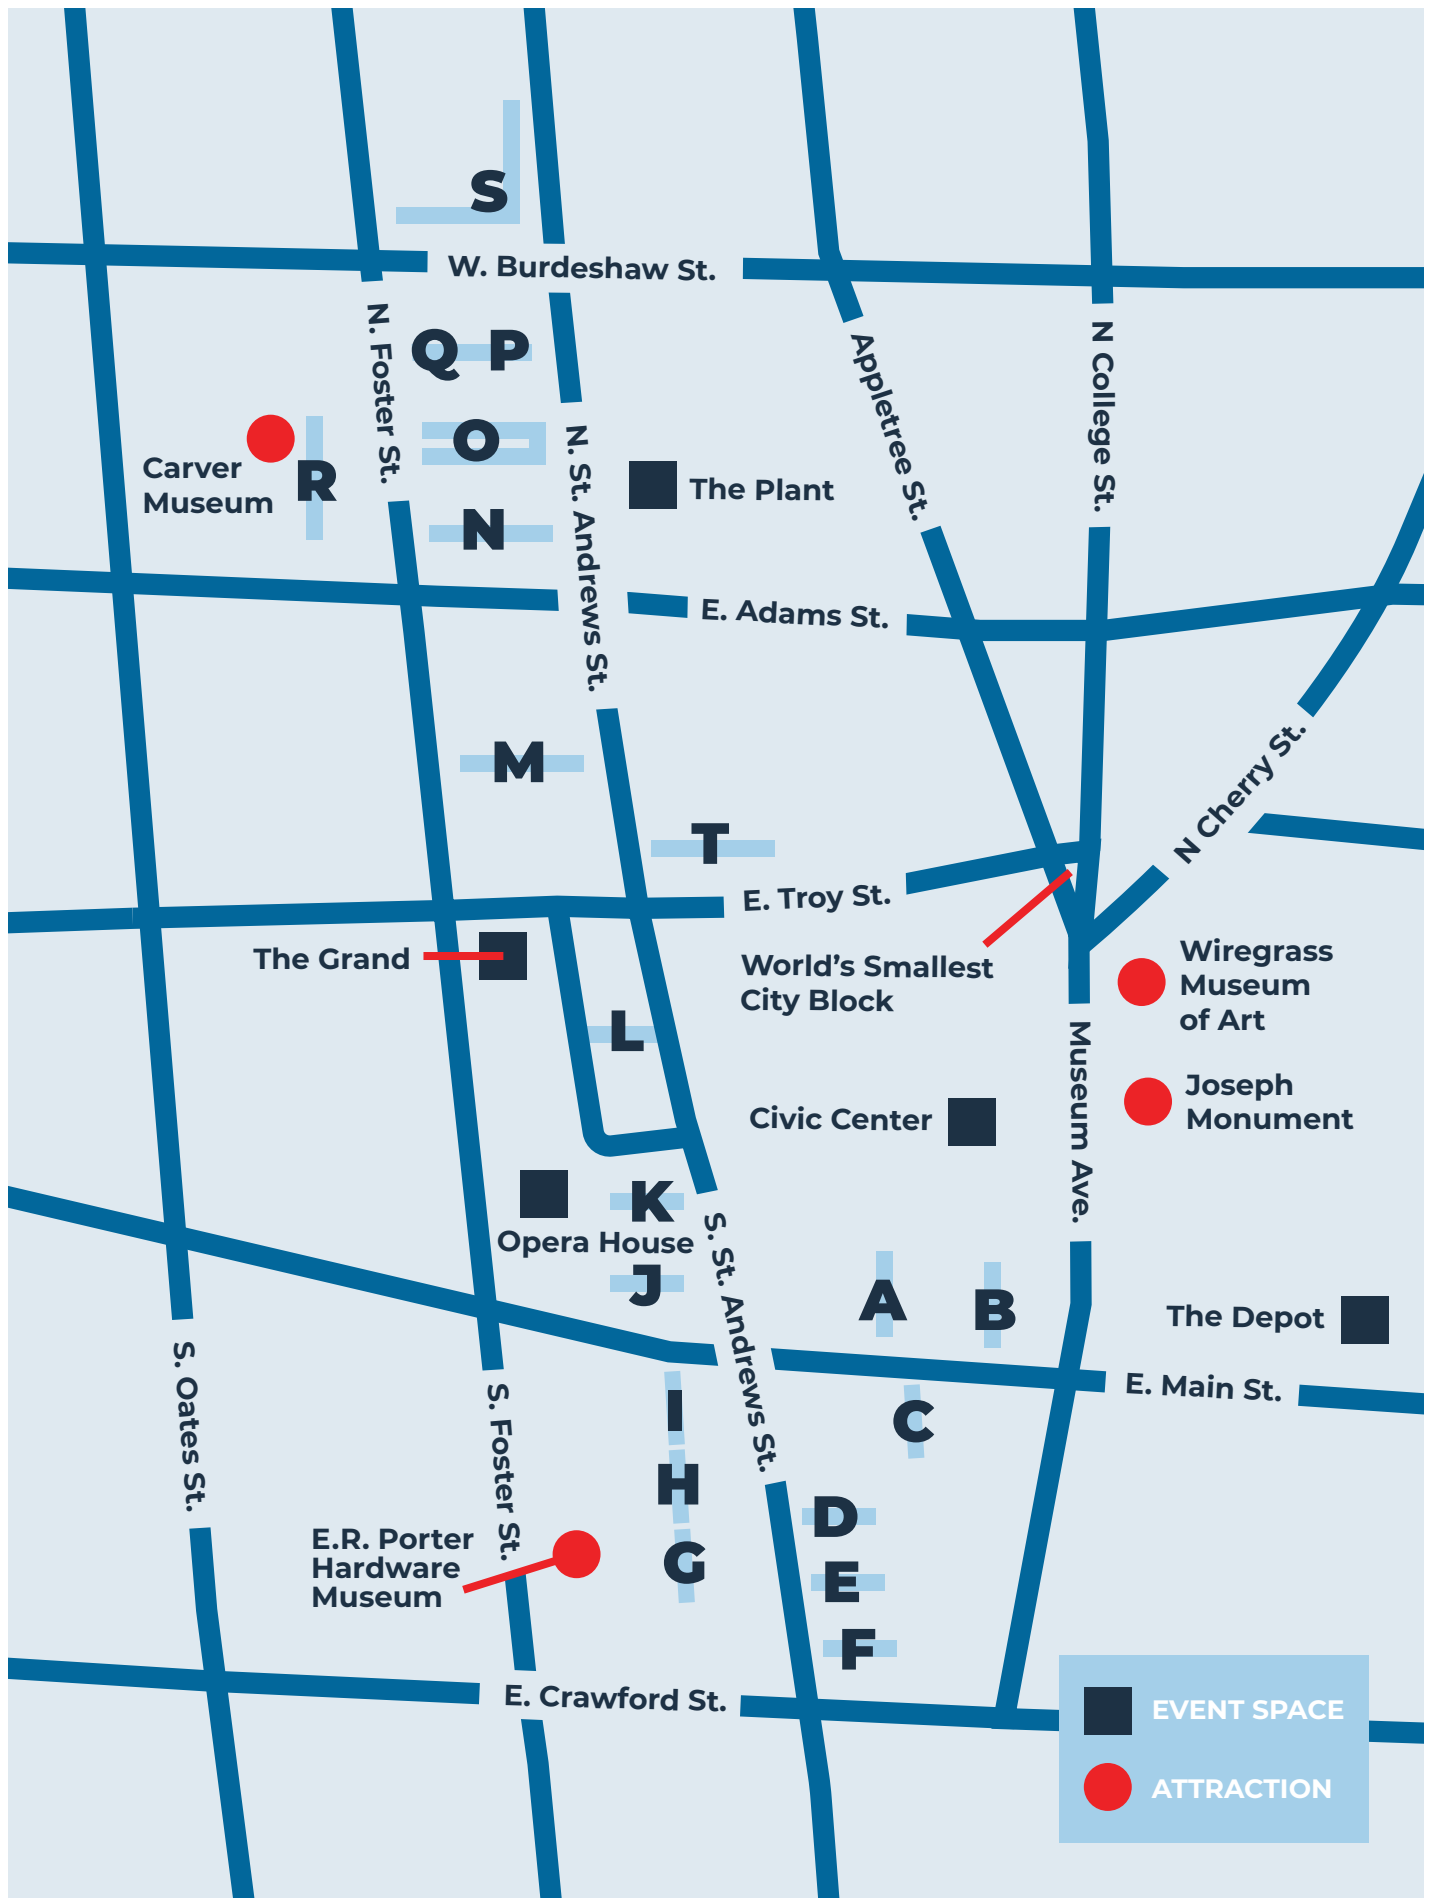 S
W. Burdeshaw St.
N. Foster St.
Q
P
Appletree St.
N College St.
O
N. St. Andrews St.
Carver
Museum
R
The Plant
N
E. Adams St.
M
N Cherry St.
T
E. Troy St.
The Grand
World’s Smallest
City Block
Wiregrass
Museum
of Art
L
Museum Ave.
Civic Center
Joseph
Monument
K
Opera House
S. St. Andrews St.
J
A
B
The Depot
S. Oates St.
S. Foster St.
E. Main St.
I
C
H
D
E.R. Porter
Hardware
Museum
G
E
F
E. Crawford St.
EVENT SPACE
ATTRACTION